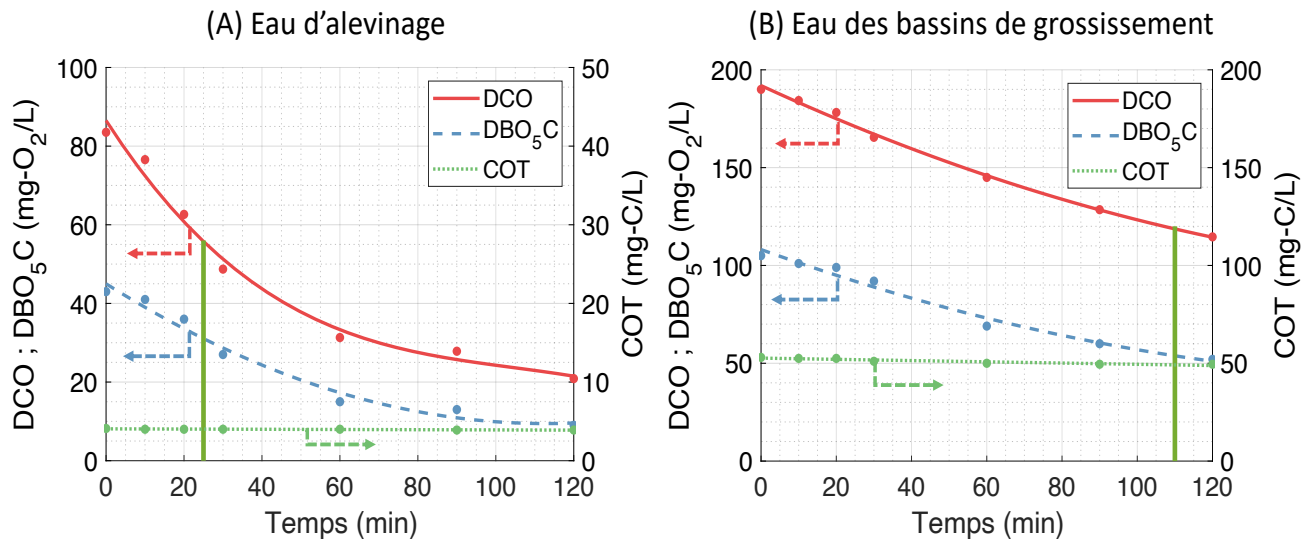 (A) Eau d'alevinage
DCO ; DBO5C (mg-O2/L)
100
80
60
40
20
0
50
40
30
20
10
0
COT (mg-C/L)
DCO
DBO5C
COT
0 20 40 60 80 100 120
Temps (min)
(B) Eau des bassins de grossissement
DCO ; DBO5C (mg-O2/L)
200
150
100
50
0
200
150
100
50
0
COT (mg-C/L)
DCO
DBO5C
COT
0 20 40 60 80 100 120
Temps (min)